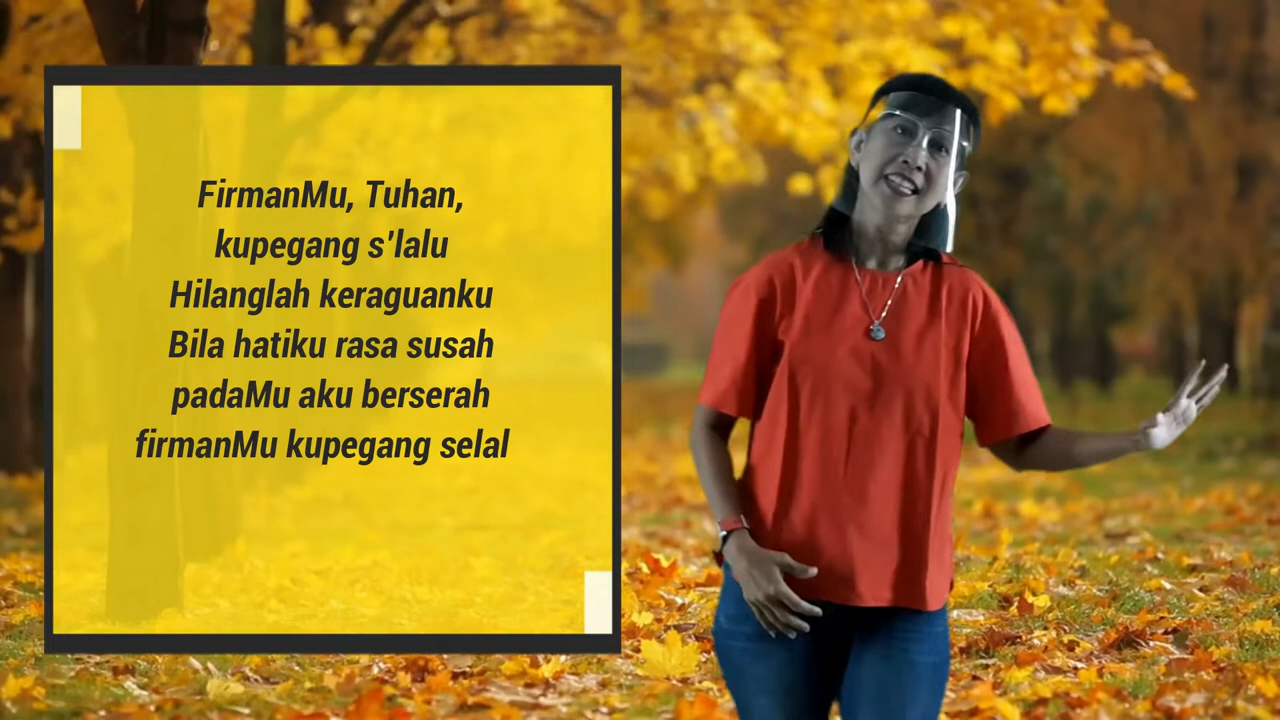 FirmanMu, Tuhan,
kupegang s'lalu
Hilanglah keraguanku
Bila hatiku rasa susah
padaMu aku berserah
firmanMu kupegang selal